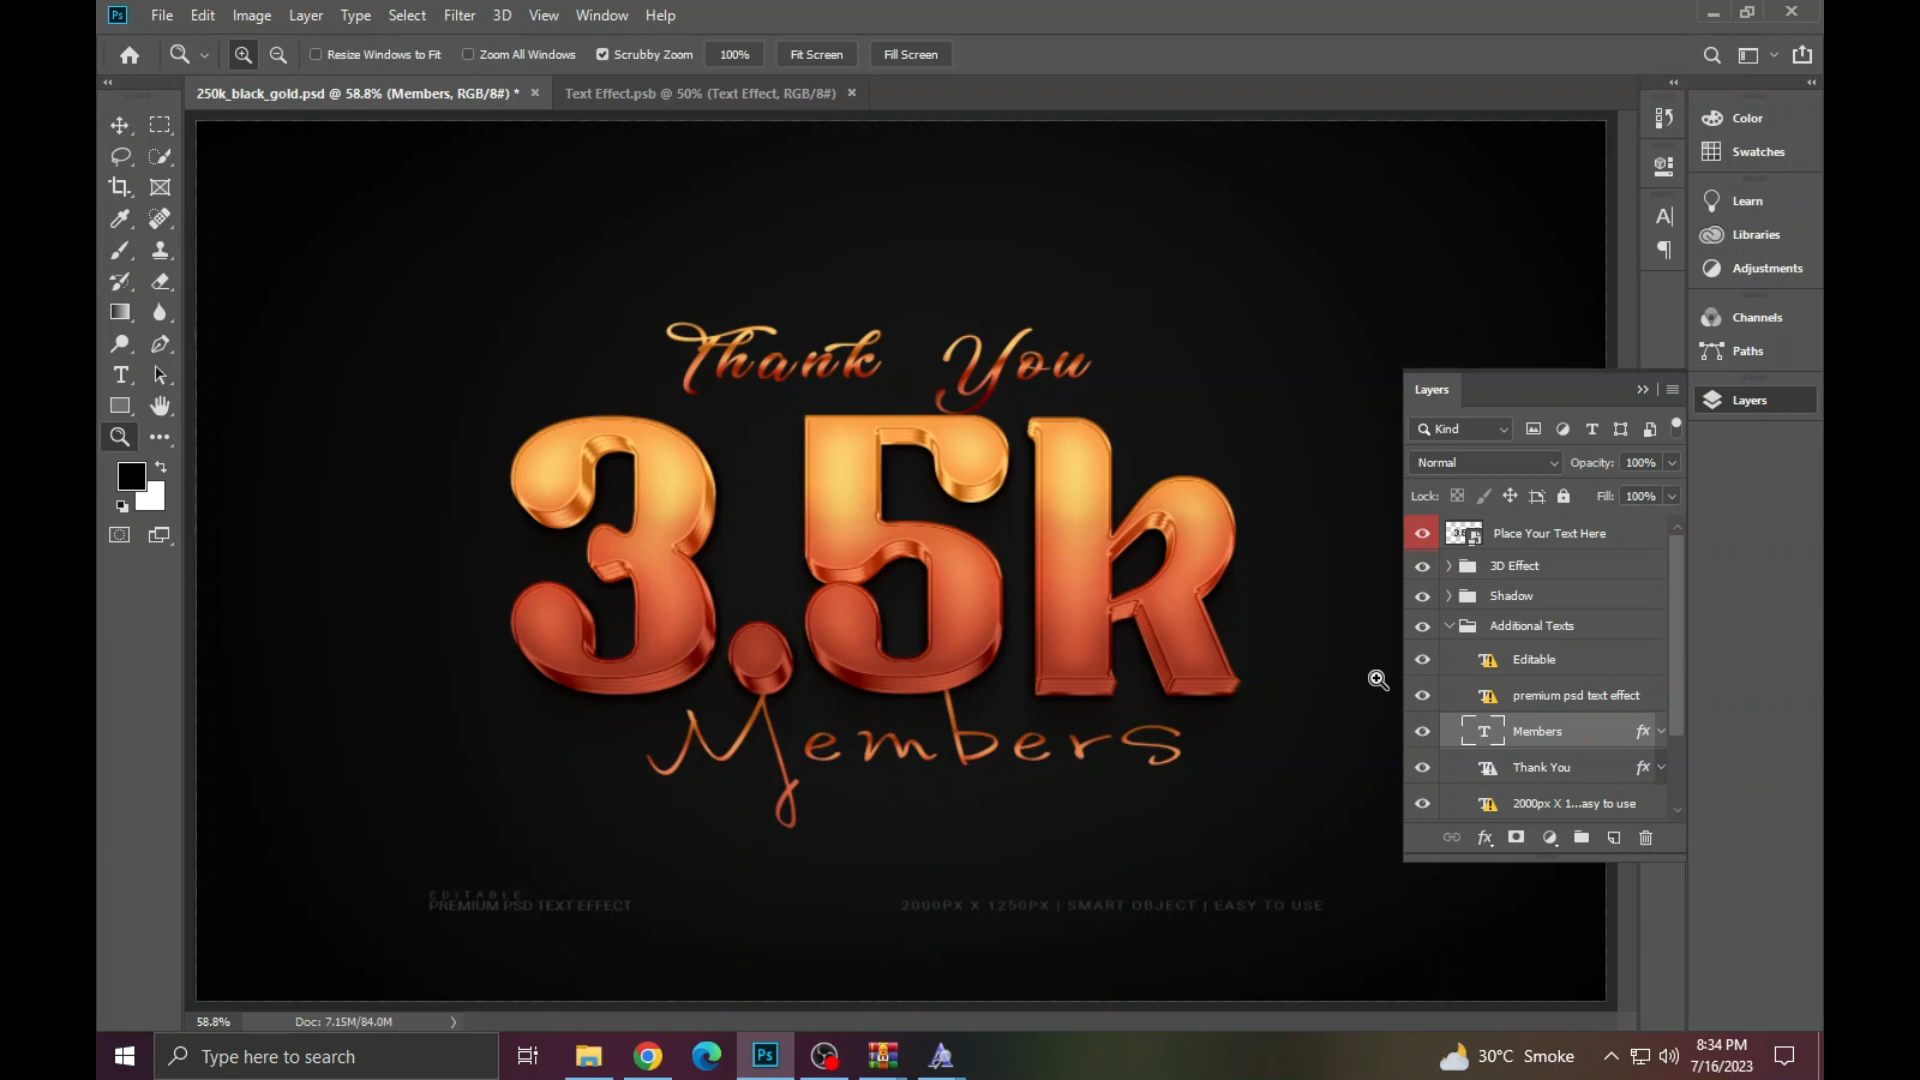 Ps File Edit Image Layer Type Select Filter 3D View Window Help
Resize Windows to Fit Zoom All Windows Scrubby Zoom 100% Fit Screen Fill Screen
250k_black_gold.psd @ 58.8% (Members, RGB/8#) * Text Effect.psb @ 50% (Text Effect, RGB/8#)
Color
Swatches
Learn
Libraries
Adjustments
Channels
Paths
Layers
Thank You
3.5k
Members
EDITABLE
PREMIUM PSD TEXT EFFECT
2000PX X 1250PX | SMART OBJECT | EASY TO USE
Layers
Kind
Normal Opacity: 100%
Lock: Fill: 100%
Place Your Text Here
3D Effect
Shadow
Additional Texts
Editable
premium psd text effect
Members fx
Thank You fx
2000px X 1...asy to use
58.8% Doc: 7.15M/84.0M
Type here to search
30°C Smoke
8:34 PM
7/16/2023